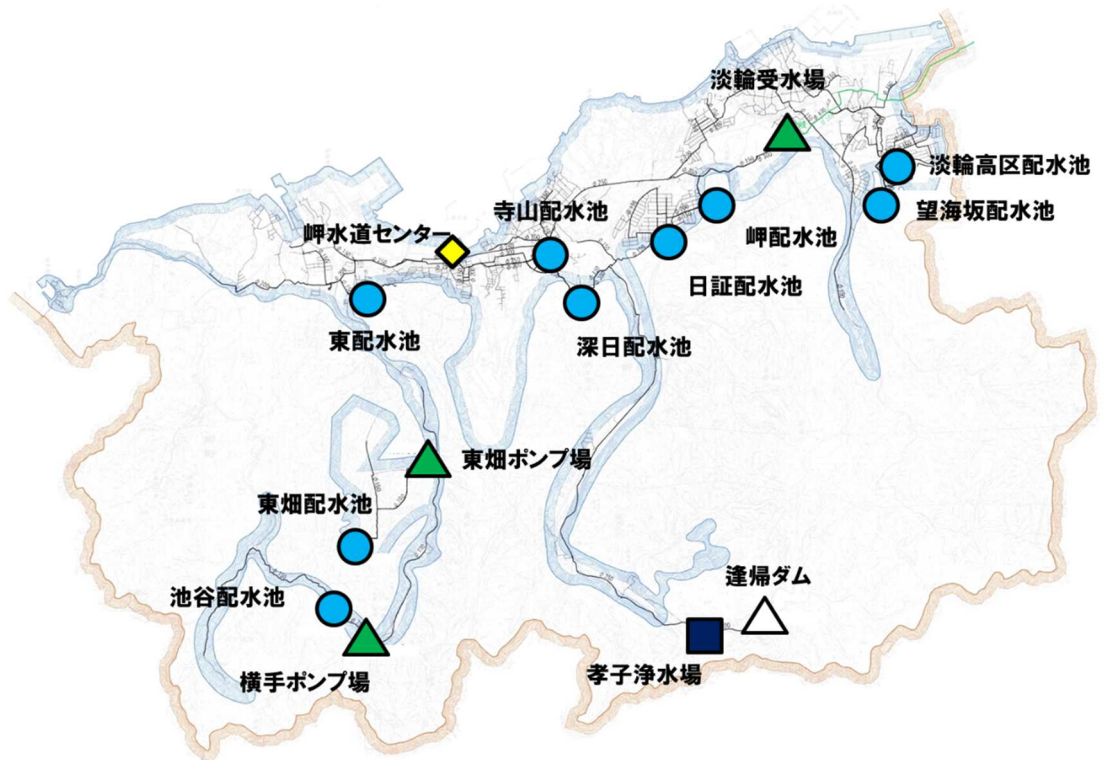 淡輪受水場
淡輪高区配水池
望海坂配水池
寺山配水池
岬水道センター
岬配水池
日証配水池
東配水池
深日配水池
東畑ポンプ場
東畑配水池
逢帰ダム
池谷配水池
孝子浄水場
横手ポンプ場